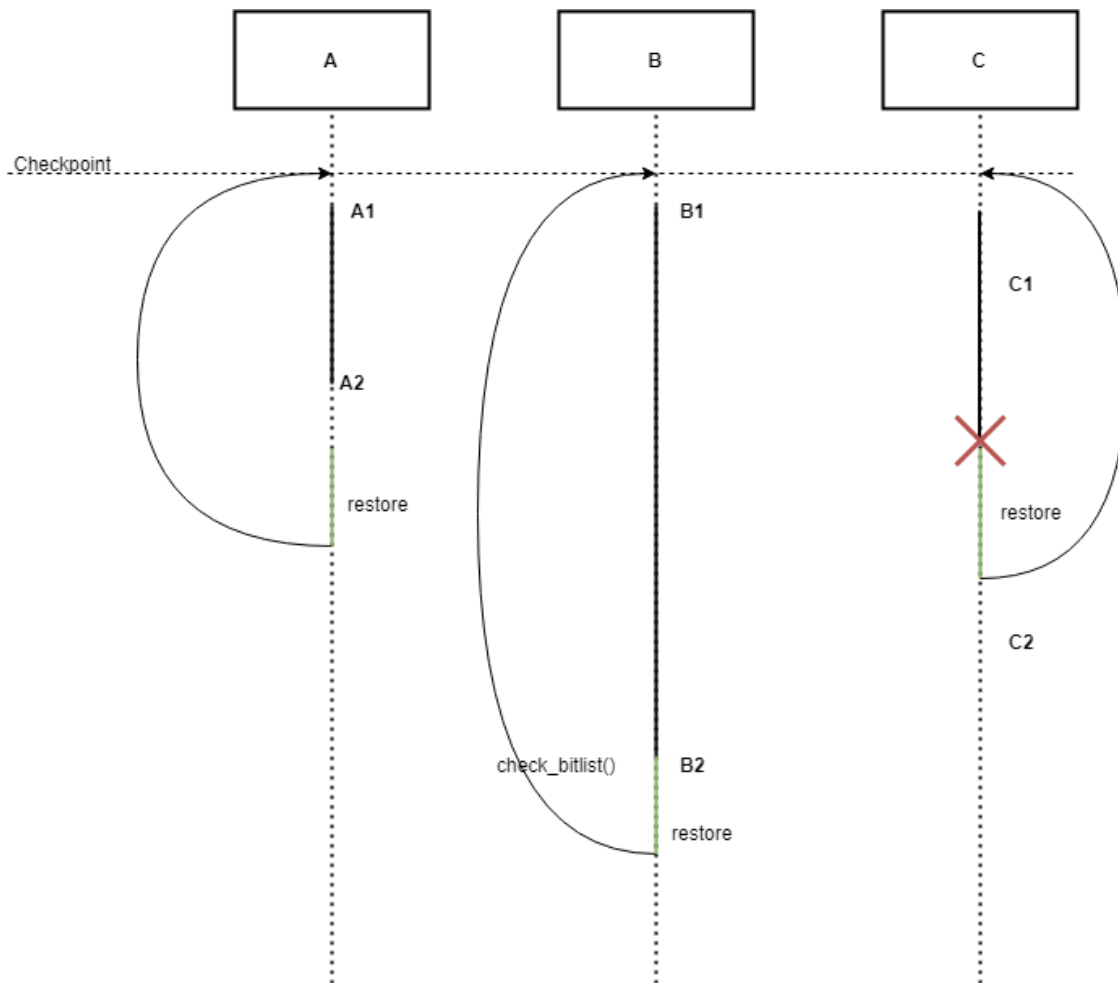 A
B
C
Checkpoint
A1
B1
C1
A2
restore
restore
C2
check_bitlist()
B2
restore